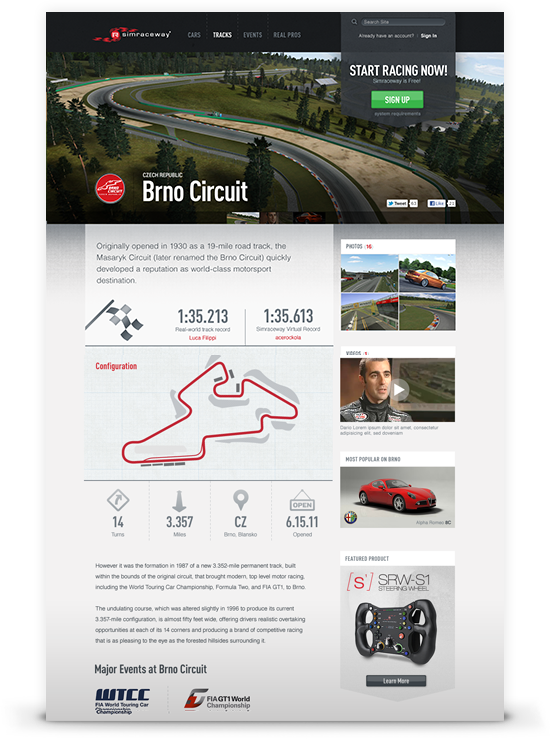 simraceway
CARS
TRACKS
EVENTS
REAL PROS
Search Site
Already have an account? Sign In
START RACING NOW!
Simraceway is Free!
SIGN UP
system requirements
CZECH REPUBLIC
Brno Circuit
BRNO
CIRCUIT
Tweet 83
Like 21
Originally opened in 1930 as a 19-mile road track, the
Masaryk Circuit (later renamed the Brno Circuit) quickly
developed a reputation as world-class motorsport
destination.
1:35.213
Real-world track record
Luca Filippi
1:35.613
Simraceway Virtual Record
acerockola
Configuration
14
Turns
3.357
Miles
CZ
Brno, Blansko
OPEN
6.15.11
Opened
However it was the formation in 1987 of a new 3.352-mile permanent track, built
within the bounds of the original circuit, that brought modern, top level motor racing,
including the World Touring Car Championship, Formula Two, and FIA GT1, to Brno.
The undulating course, which was altered slightly in 1996 to produce its current
3.357-mile configuration, is almost fifty feet wide, offering drivers realistic overtaking
opportunities at each of its 14 corners and producing a brand of competitive racing
that is as pleasing to the eye as the forested hillsides surrounding it.
Major Events at Brno Circuit
WTCC
FIA World Touring Car
Championship
FIA GT1 World
Championship
PHOTOS 16
VIDEOS
Dario Lorem ipsum dolor sit amet, consectetur
adipisicing elit, sed doeniam
MOST POPULAR ON BRNO
Alpha Romeo 8C
FEATURED PRODUCT
[s] SRW-S1
STEERING WHEEL
Learn More